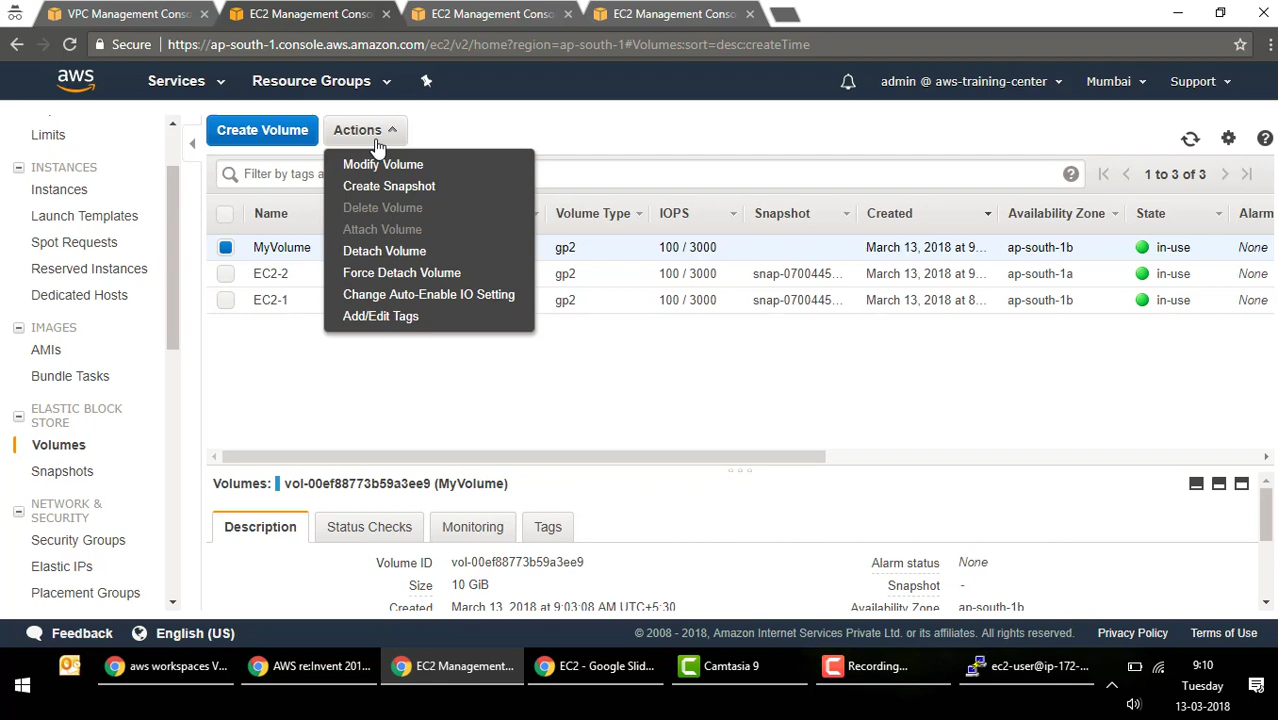 VPC Management Conso
EC2 Management Conso
EC2 Management Conso
EC2 Management Conso
Secure
https://ap-south-1.console.aws.amazon.com/ec2/v2/home?region=ap-south-1#Volumes:sort=desc:createTime
aws
Services
Resource Groups
admin @ aws-training-center
Mumbai
Support
Limits
INSTANCES
Instances
Launch Templates
Spot Requests
Reserved Instances
Dedicated Hosts
IMAGES
AMIs
Bundle Tasks
ELASTIC BLOCK
STORE
Volumes
Snapshots
NETWORK &
SECURITY
Security Groups
Elastic IPs
Placement Groups
Create Volume
Actions
Modify Volume
Create Snapshot
Delete Volume
Attach Volume
Detach Volume
Force Detach Volume
Change Auto-Enable IO Setting
Add/Edit Tags
Filter by tags a
1 to 3 of 3
Name Volume Type IOPS Snapshot Created Availability Zone State Alarm
MyVolume gp2 100 / 3000 March 13, 2018 at 9... ap-south-1b in-use None
EC2-2 gp2 100 / 3000 snap-0700445... March 13, 2018 at 9... ap-south-1a in-use None
EC2-1 gp2 100 / 3000 snap-0700445... March 13, 2018 at 8... ap-south-1b in-use None
Volumes: vol-00ef88773b59a3ee9 (MyVolume)
Description Status Checks Monitoring Tags
Volume ID vol-00ef88773b59a3ee9 Alarm status None
Size 10 GiB Snapshot -
Created March 13, 2018 at 9:03:08 AM UTC+5:30 Availability Zone ap-south-1b
Feedback
English (US)
© 2008 - 2018, Amazon Internet Services Private Ltd. or its affiliates. All rights reserved.
Privacy Policy
Terms of Use
aws workspaces V...
AWS re:Invent 201...
EC2 Management...
EC2 - Google Slid...
Camtasia 9
Recording...
ec2-user@ip-172-...
9:10
Tuesday
13-03-2018